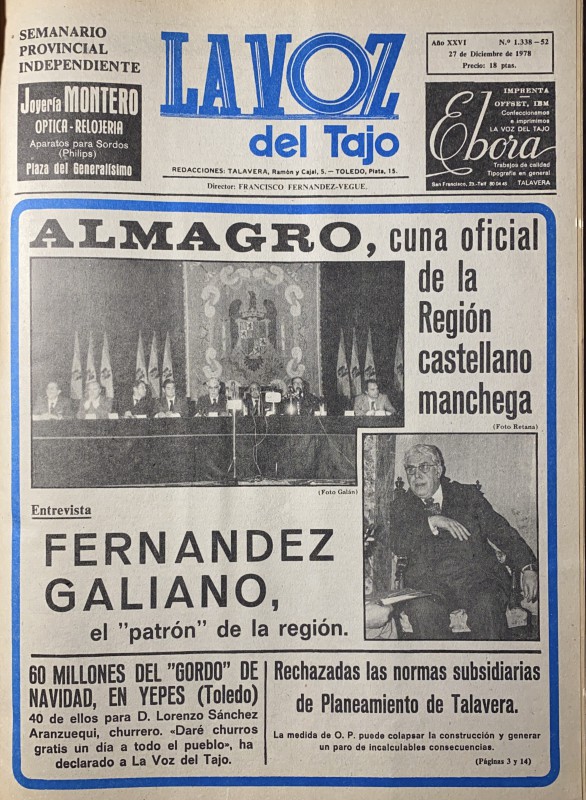 SEMANARIO
PROVINCIAL
INDEPENDIENTE
Joyería MONTERO
OPTICA - RELOJERIA
Aparatos para Sordos
(Philips)
Plaza del Generalísimo
LA VOZ
del Tajo
REDACCIONES: TALAVERA, Ramón y Cajal, 5. — TOLEDO, Plata, 15.
Director: FRANCISCO FERNANDEZ-VEGUE.
Año XXVI N.º 1.338-52
27 de Diciembre de 1978
Precio: 18 ptas.
IMPRENTA
OFFSET, IBM
Confeccionamos
e imprimimos
LA VOZ DEL TAJO
Ebora
Trabajos de calidad
Tipografía en general
San Francisco, 23.-Telf 80 04 45 TALAVERA
ALMAGRO, cuna oficial
de la
Región
castellano
manchega
(Foto Retana)
(Foto Galán)
Entrevista
FERNANDEZ
GALIANO,
el "patrón" de la región.
60 MILLONES DEL "GORDO" DE
NAVIDAD, EN YEPES (Toledo)
40 de ellos para D. Lorenzo Sánchez
Aranzuequi, churrero. «Daré churros
gratis un día a todo el pueblo», ha
declarado a La Voz del Tajo.
Rechazadas las normas subsidiarias
de Planeamiento de Talavera.
La medida de O. P. puede colapsar la construcción y generar
un paro de incalculables consecuencias.
(Páginas 3 y 14)